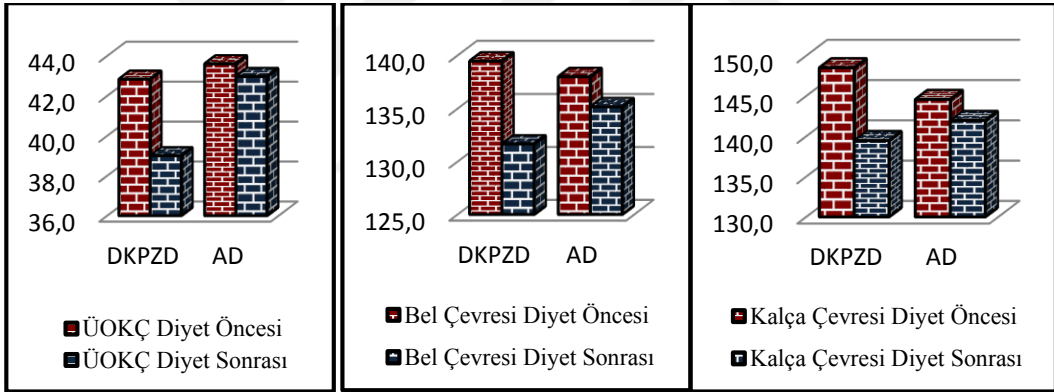 44,0
42,0
40,0
38,0
36,0
DKPZD AD
ÜOKÇ Diyet Öncesi
ÜOKÇ Diyet Sonrası
140,0
135,0
130,0
125,0
DKPZD AD
Bel Çevresi Diyet Öncesi
Bel Çevresi Diyet Sonrası
150,0
145,0
140,0
135,0
130,0
DKPZD AD
Kalça Çevresi Diyet Öncesi
Kalça Çevresi Diyet Sonrası